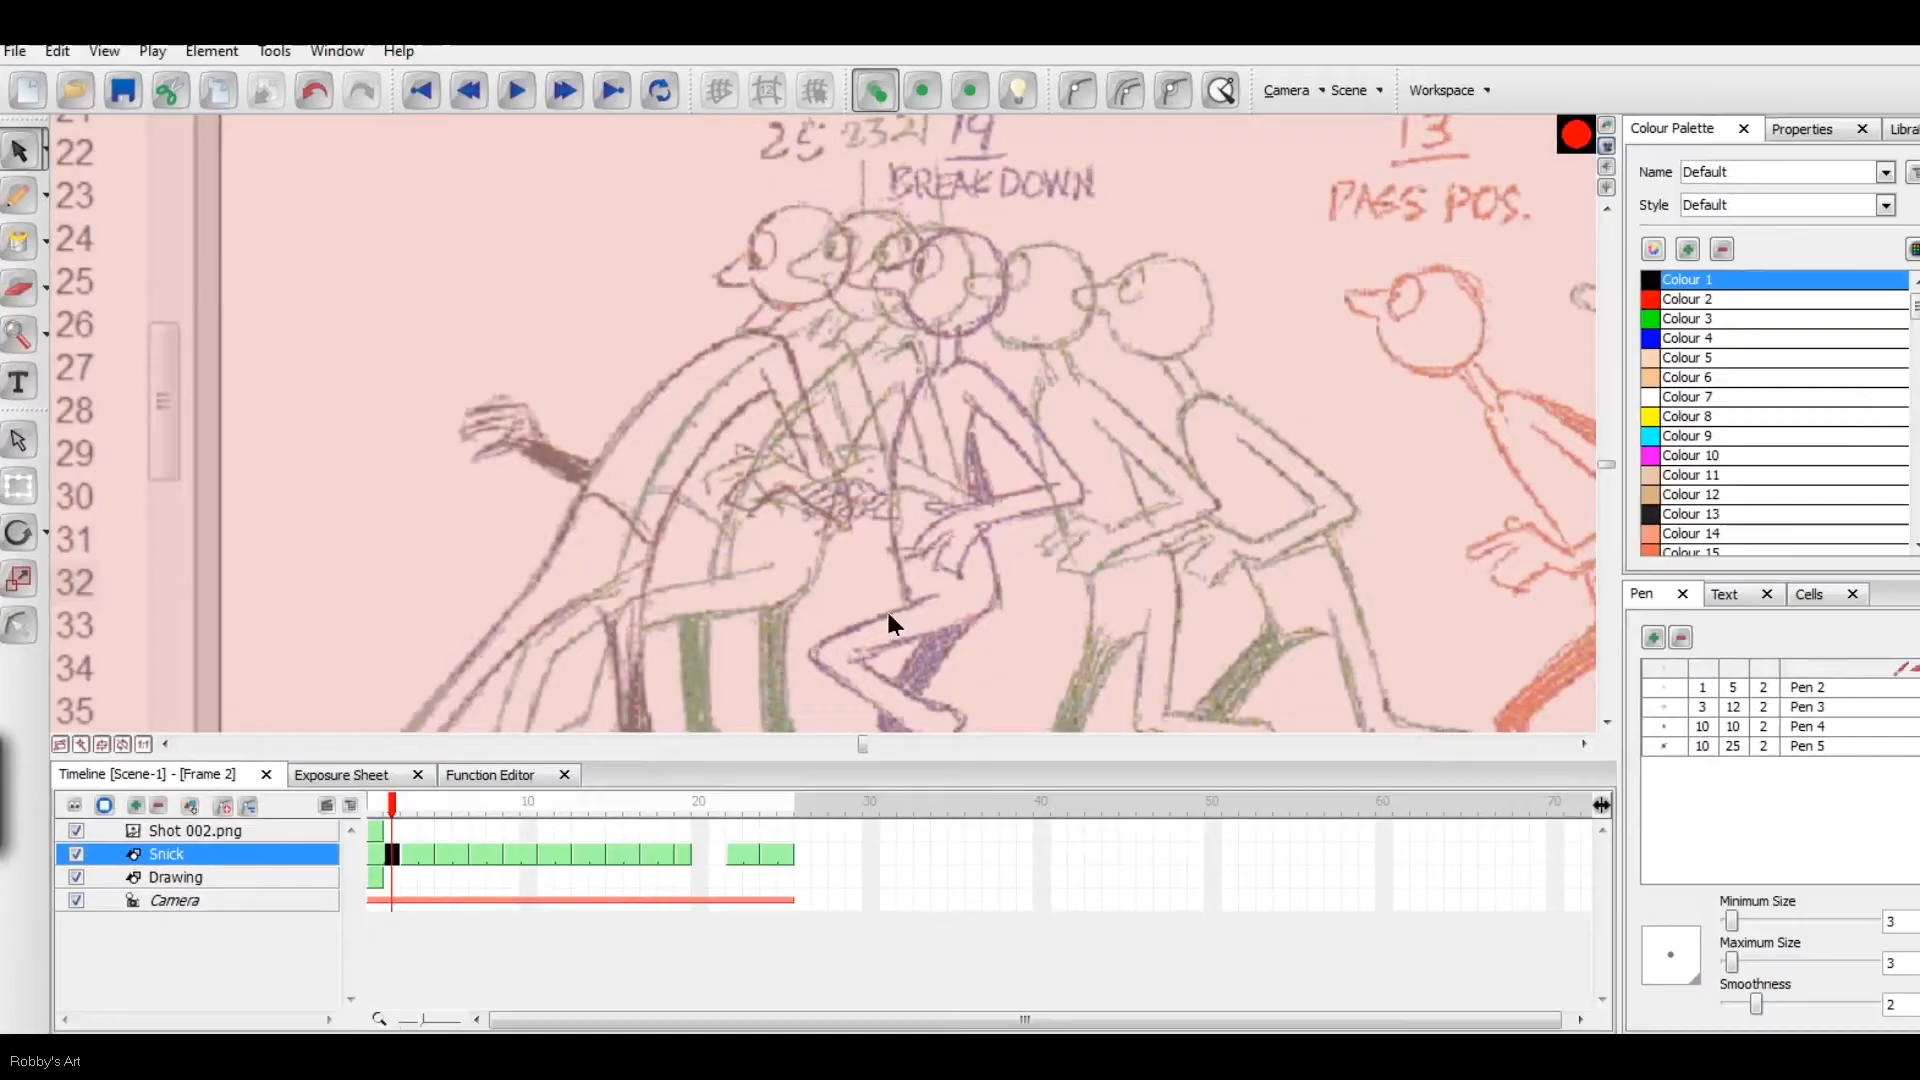 File Edit View PlayElement Tools Window Help
Camera Scene Workspace
22
23
24
25
26
27
28
29
30
31
32
33
34
35
25 23 21 19
BREAKDOWN
13
PASS POS.
Colour Palette Properties
Name Default
Style Default
Colour 1
Colour 2
Colour 3
Colour 4
Colour 5
Colour 6
Colour 7
Colour 8
Colour 9
Colour 10
Colour 11
Colour 12
Colour 13
Colour 14
Colour 15
Pen Text Cells
1 5 2 Pen 2
3 12 2 Pen 3
10 10 2 Pen 4
10 25 2 Pen 5
Minimum Size
3
Maximum Size
3
Smoothness
2
Timeline [Scene-1] - [Frame 2] Exposure Sheet Function Editor
10 20 30 40 50 60 70
Shot 002.png
Snick
Drawing
Camera
Robby's Art